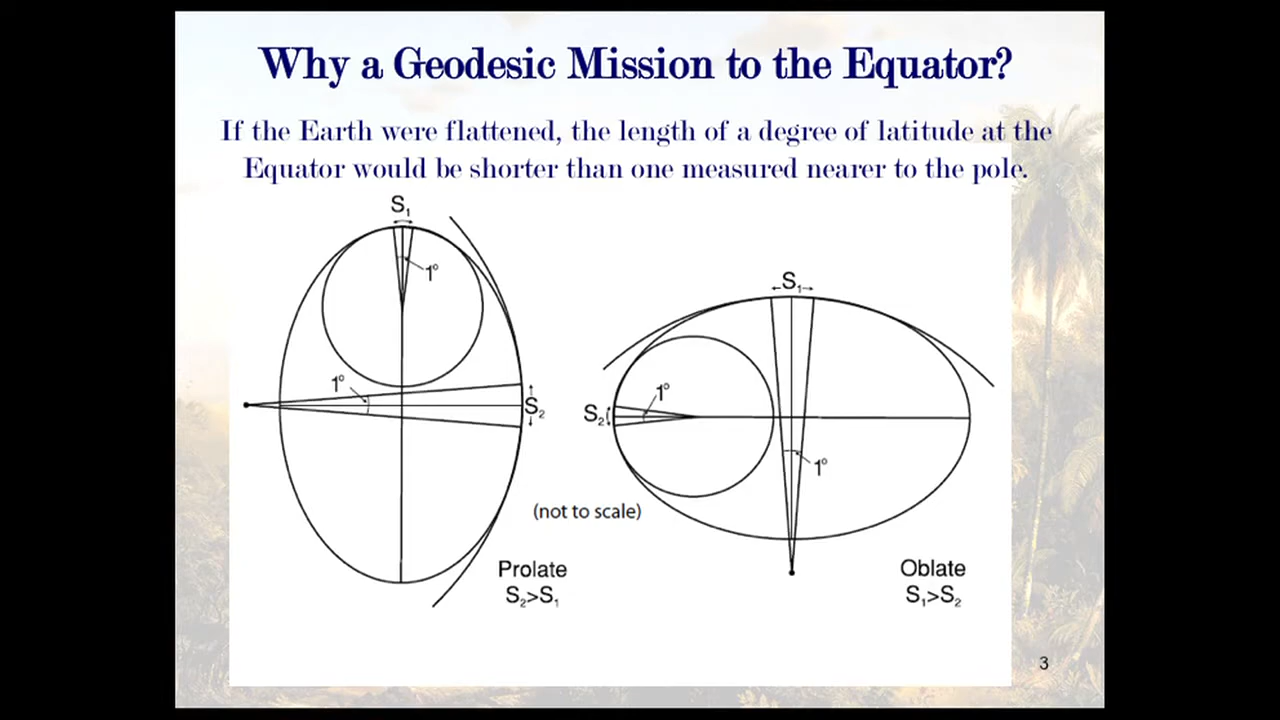 Why a Geodesic Mission to the Equator?
If the Earth were flattened, the length of a degree of latitude at the
Equator would be shorter than one measured nearer to the pole.
S₁
1°
1°
S₂
S₁
1°
S₂
1°
(not to scale)
Prolate
S₂>S₁
Oblate
S₁>S₂
3